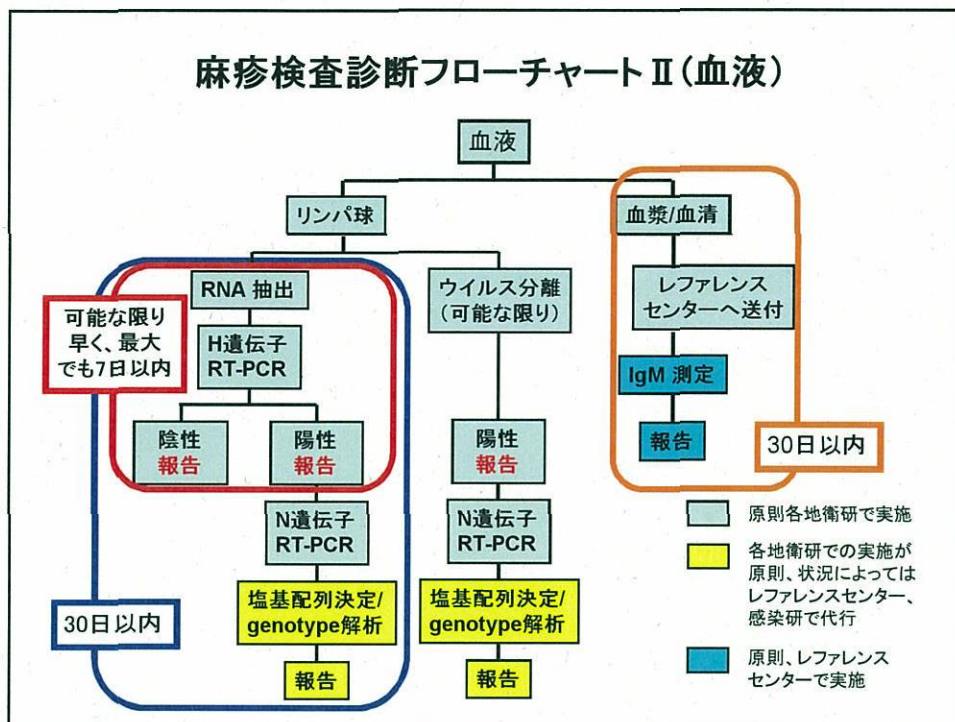 麻疹検査診断フローチャートⅡ(血液)
血液
リンパ球
血漿/血清
RNA 抽出
ウイルス分離
(可能な限り)
レファレンス
センターへ送付
可能な限り
早く、最大
でも7日以内
H遺伝子
RT-PCR
IgM 測定
陰性
報告
陽性
報告
陽性
報告
報告
30日以内
N遺伝子
RT-PCR
N遺伝子
RT-PCR
塩基配列決定/
genotype解析
塩基配列決定/
genotype解析
30日以内
報告
報告
原則各地衛研で実施
各地衛研での実施が
原則、状況によっては
レファレンスセンター、
感染研で代行
原則、レファレンス
センターで実施